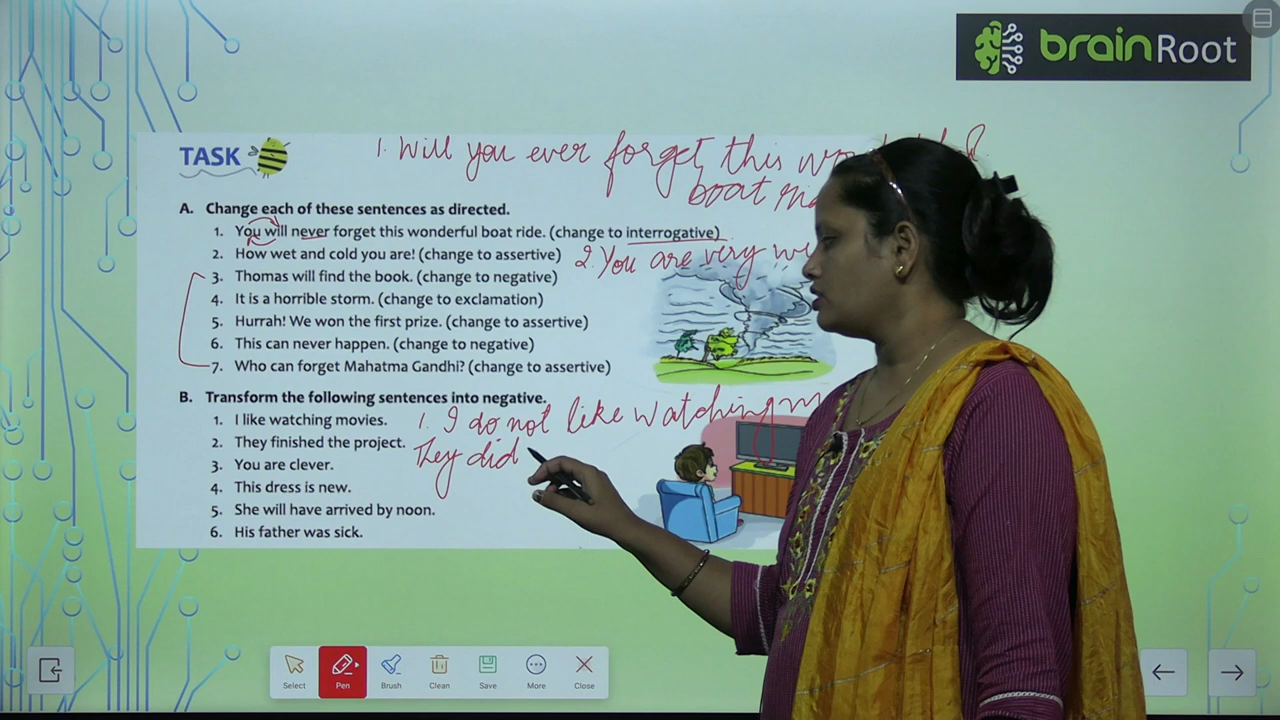 brainRoot
TASK
1. Will you ever forget this
boat
A. Change each of these sentences as directed.
1. You will never forget this wonderful boat ride. (change to interrogative)
2. How wet and cold you are! (change to assertive)
2. You are very
3. Thomas will find the book. (change to negative)
4. It is a horrible storm. (change to exclamation)
5. Hurrah! We won the first prize. (change to assertive)
6. This can never happen. (change to negative)
7. Who can forget Mahatma Gandhi? (change to assertive)
B. Transform the following sentences into negative.
1. I like watching movies.
1. I do not like watching
2. They finished the project.
They did
3. You are clever.
4. This dress is new.
5. She will have arrived by noon.
6. His father was sick.
Select Pen Brush Clean Save More Close